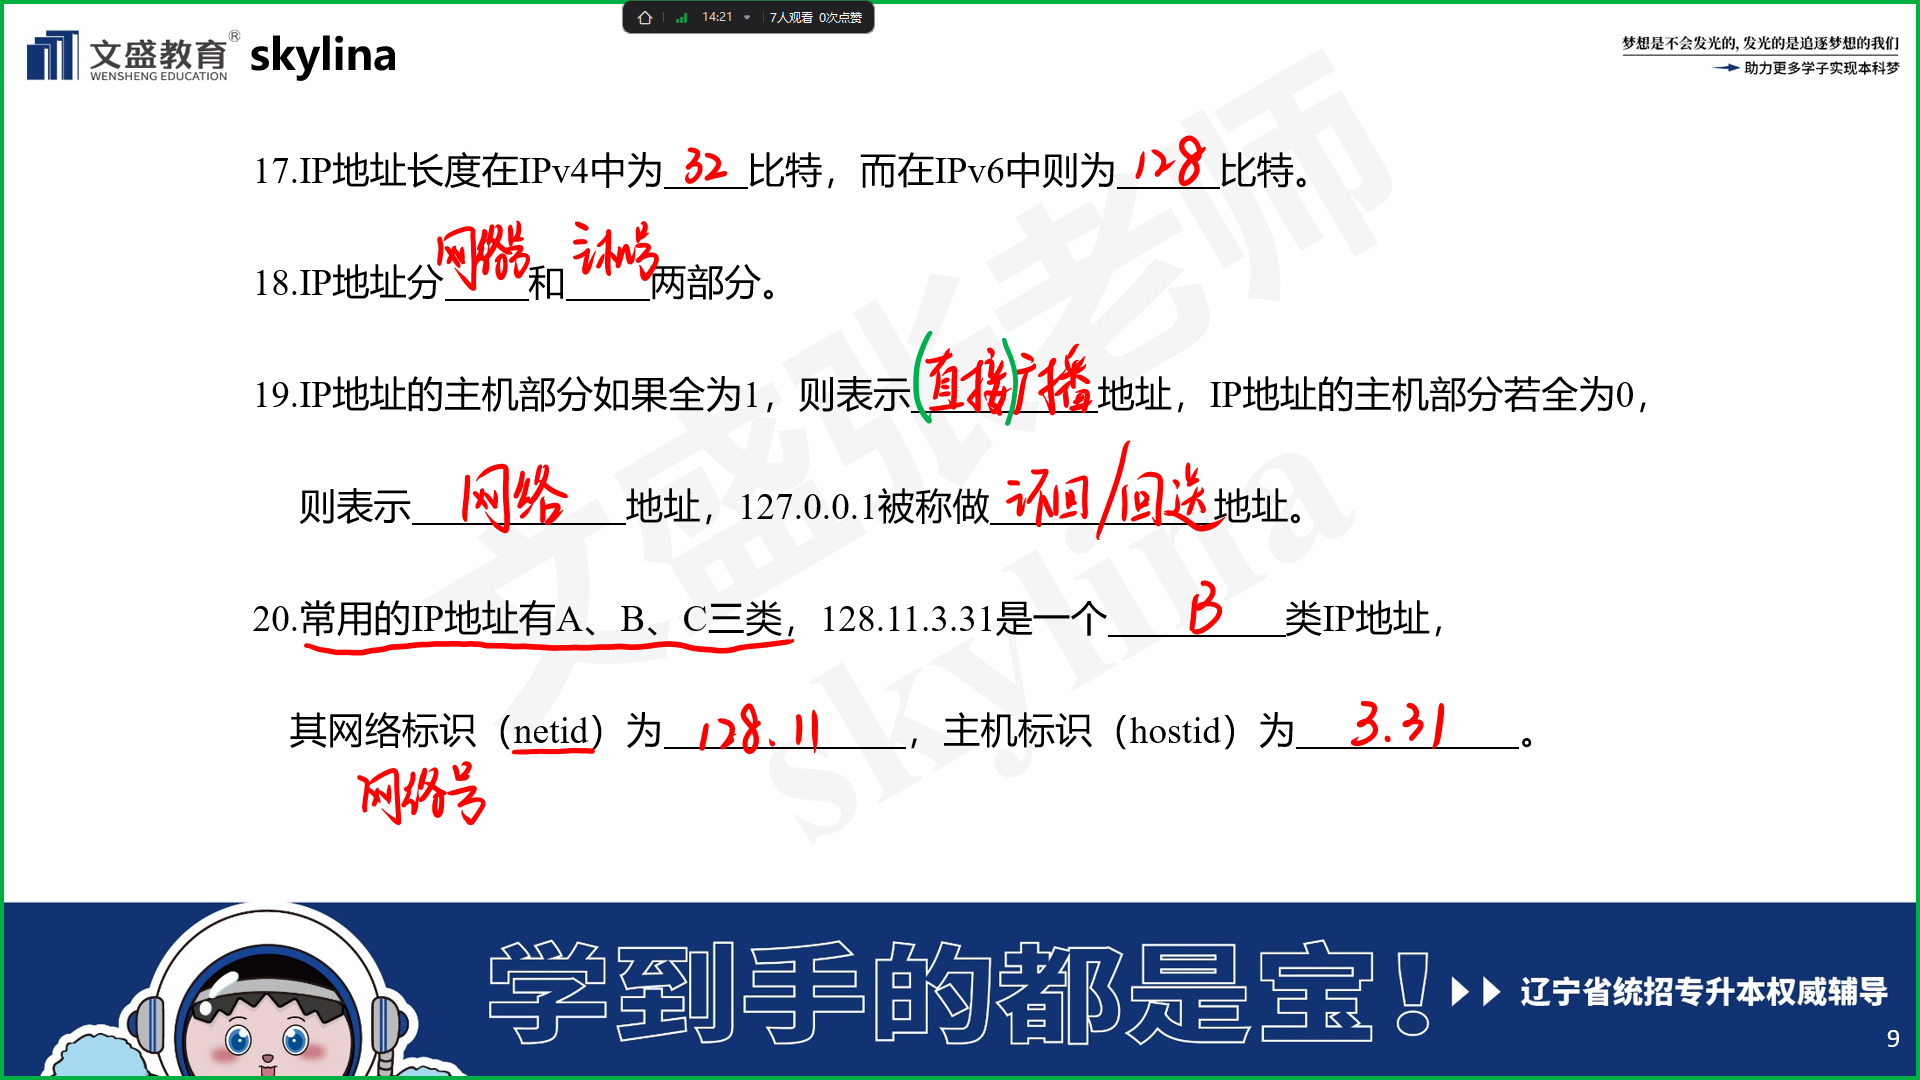 14:21 7人观看 0次点赞
文盛教育® skylina
WENSHENG EDUCATION
梦想是不会发光的, 发光的是追逐梦想的我们
助力更多学子实现本科梦
17.IP地址长度在IPv4中为 32 比特，而在IPv6中则为 128 比特。
18.IP地址分 网络号 和 主机号 两部分。
19.IP地址的主机部分如果全为1，则表示(直接)广播地址，IP地址的主机部分若全为0，
则表示 网络 地址，127.0.0.1被称做 环回/回送 地址。
20.常用的IP地址有A、B、C三类，128.11.3.31是一个 B 类IP地址，
其网络标识（netid）为 128.11 ，主机标识（hostid）为 3.31 。
网络号
文盛张老师
skylina
学到手的都是宝！
辽宁省统招专升本权威辅导
9